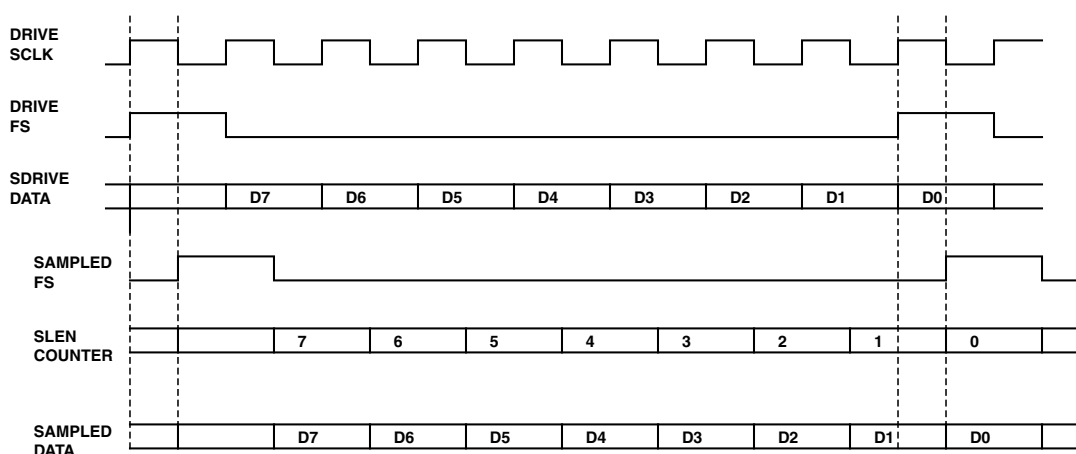 DRIVE
SCLK
DRIVE
FS
SDRIVE
DATA
D7 D6 D5 D4 D3 D2 D1 D0
SAMPLED
FS
SLEN
COUNTER
7 6 5 4 3 2 1 0
SAMPLED
DATA
D7 D6 D5 D4 D3 D2 D1 D0